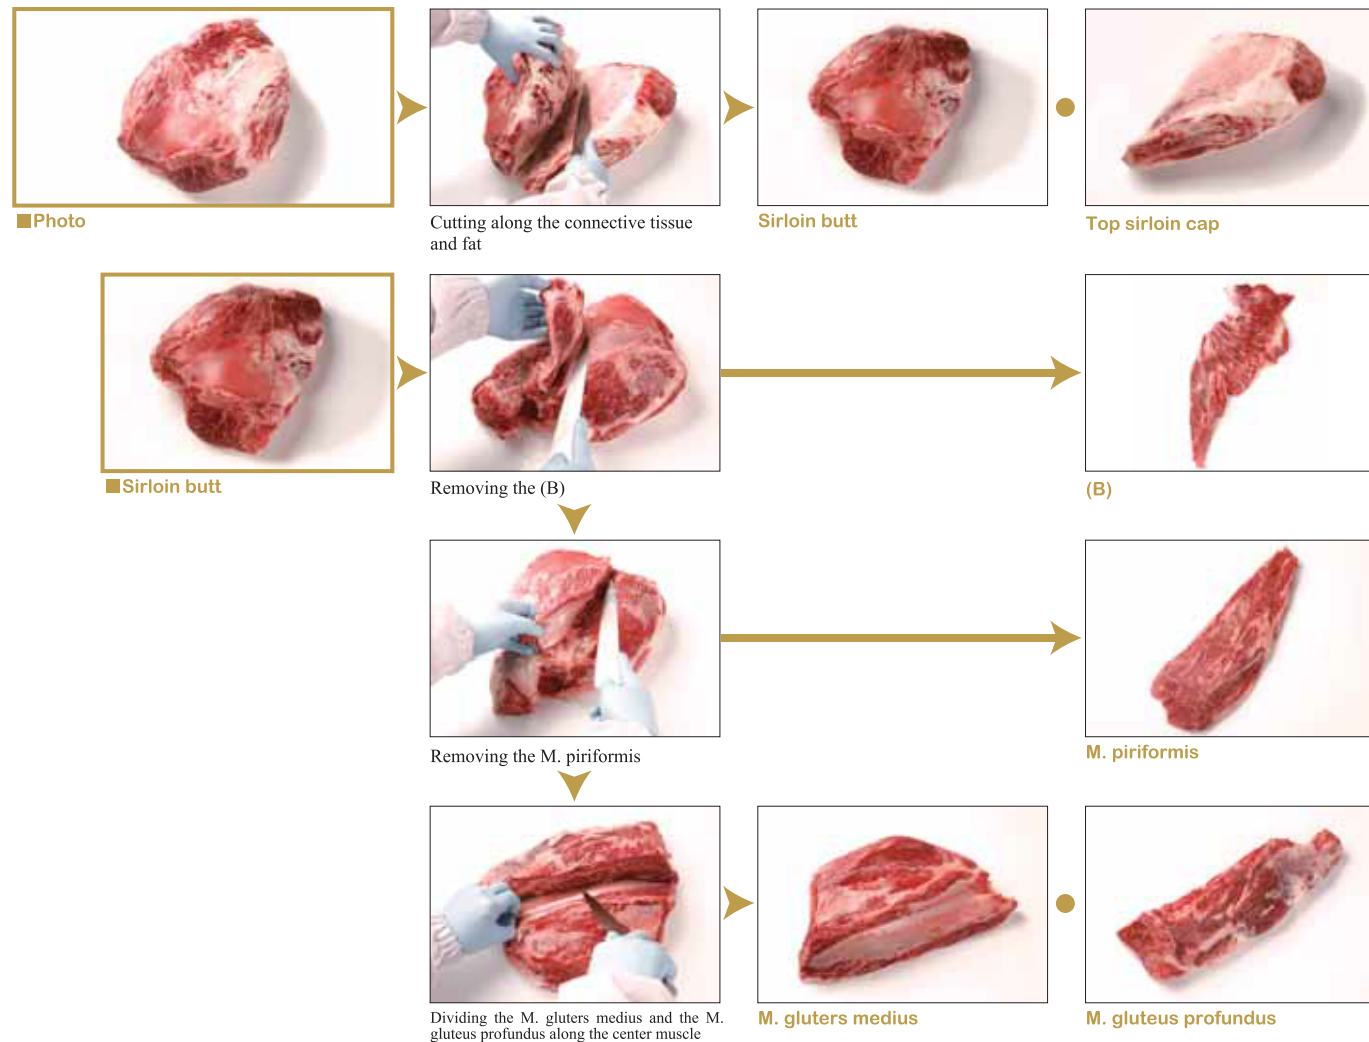 ■Photo
Cutting along the connective tissue
and fat
Sirloin butt
Top sirloin cap
■Sirloin butt
Removing the (B)
(B)
Removing the M. piriformis
M. piriformis
Dividing the M. gluters medius and the M.
gluteus profundus along the center muscle
M. gluters medius
M. gluteus profundus